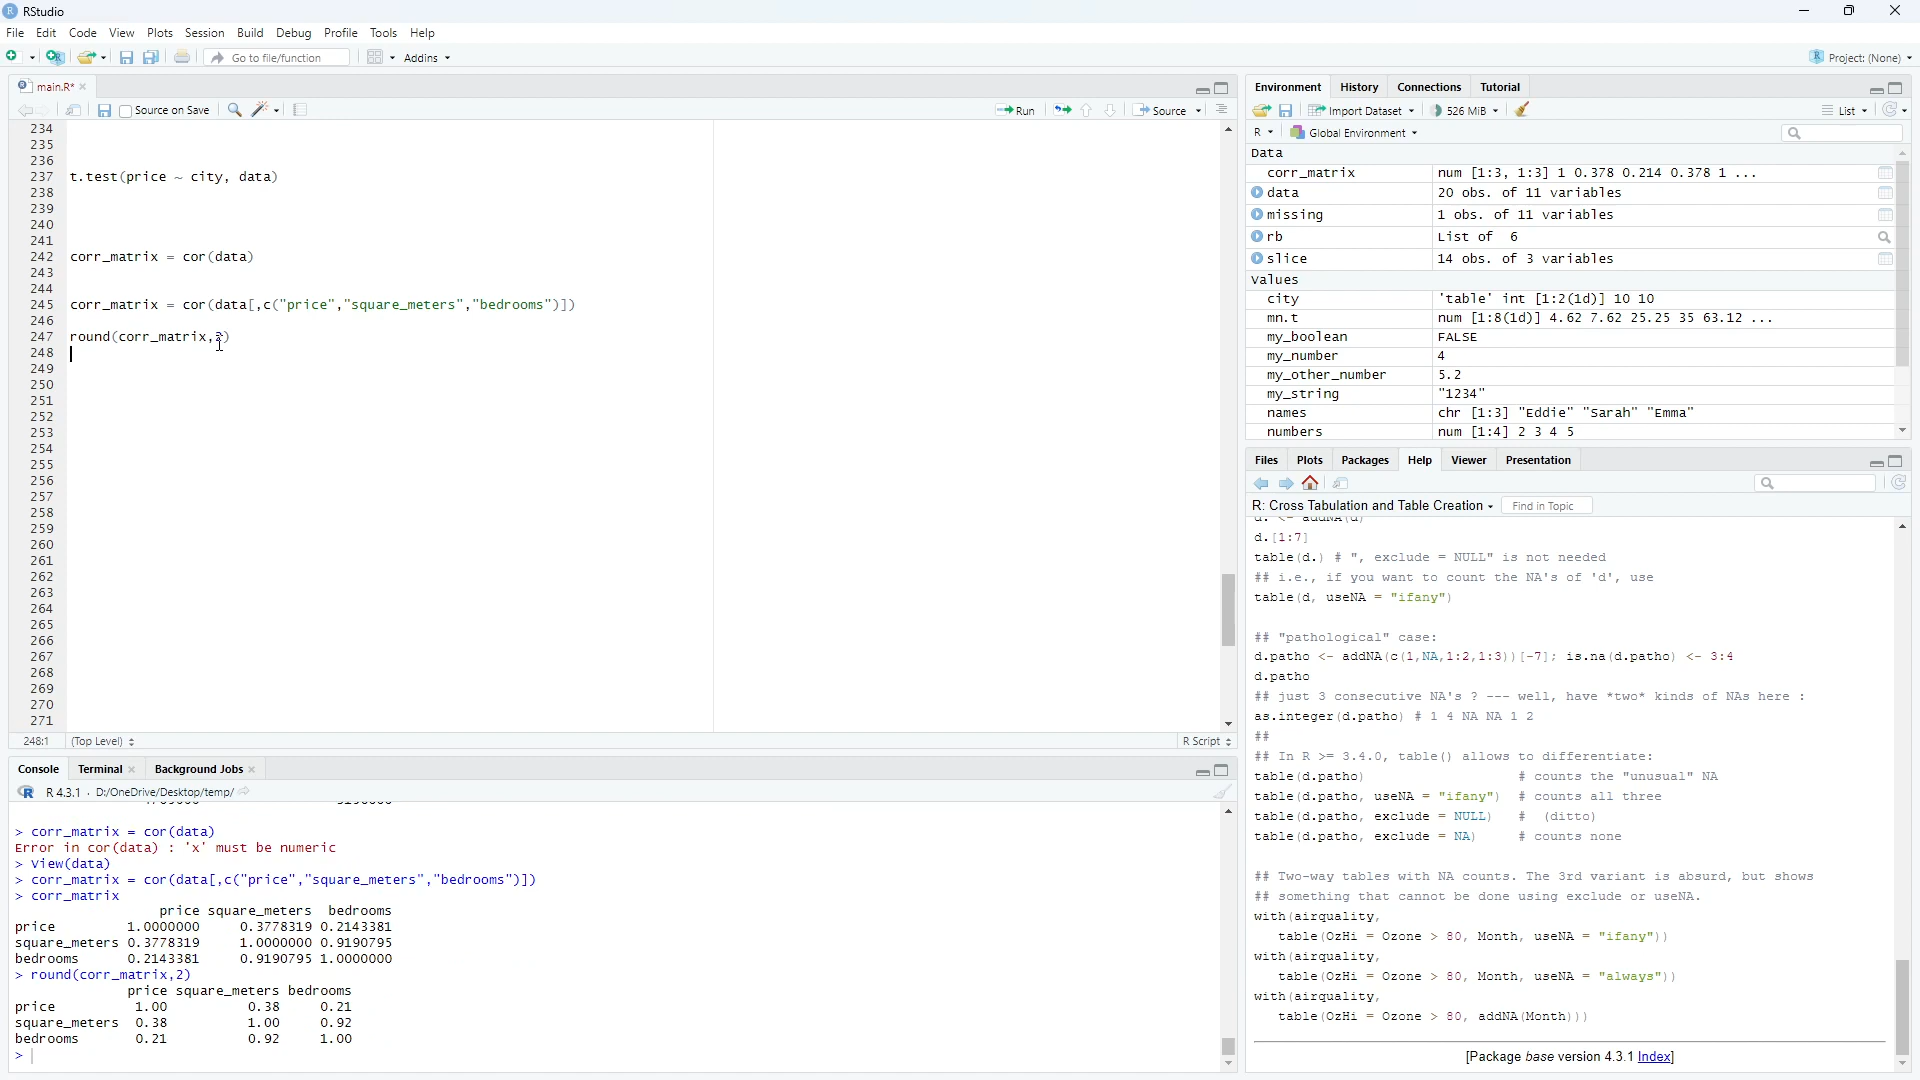 RStudio
File Edit Code View Plots Session Build Debug Profile Tools Help
Go to file/function Addins Project: (None)
main.R*
Source on Save Run Source
234
235
236
237 t.test(price ~ city, data)
238
239
240
241
242 corr_matrix = cor(data)
243
244
245 corr_matrix = cor(data[,c("price","square_meters","bedrooms")])
246
247 round(corr_matrix,2)
248
249
250
251
252
253
254
255
256
257
258
259
260
261
262
263
264
265
266
267
268
269
270
271
248:1 (Top Level) R Script
Console Terminal Background Jobs
R 4.3.1 · D:/OneDrive/Desktop/temp/
> corr_matrix = cor(data)
Error in cor(data) : 'x' must be numeric
> View(data)
> corr_matrix = cor(data[,c("price","square_meters","bedrooms")])
> corr_matrix
price square_meters bedrooms
price 1.0000000 0.3778319 0.2143381
square_meters 0.3778319 1.0000000 0.9190795
bedrooms 0.2143381 0.9190795 1.0000000
> round(corr_matrix,2)
price square_meters bedrooms
price 1.00 0.38 0.21
square_meters 0.38 1.00 0.92
bedrooms 0.21 0.92 1.00
>
Environment History Connections Tutorial
Import Dataset 526 MiB List
R Global Environment
Data
corr_matrix num [1:3, 1:3] 1 0.378 0.214 0.378 1 ...
data 20 obs. of 11 variables
missing 1 obs. of 11 variables
rb List of 6
slice 14 obs. of 3 variables
Values
city 'table' int [1:2(1d)] 10 10
mn.t num [1:8(1d)] 4.62 7.62 25.25 35 63.12 ...
my_boolean FALSE
my_number 4
my_other_number 5.2
my_string "1234"
names chr [1:3] "Eddie" "Sarah" "Emma"
numbers num [1:4] 2 3 4 5
Files Plots Packages Help Viewer Presentation
R: Cross Tabulation and Table Creation Find in Topic
d. <- addNA(d)
d.[1:7]
table(d.) # ", exclude = NULL" is not needed
## i.e., if you want to count the NA's of 'd', use
table(d, useNA = "ifany")
## "pathological" case:
d.patho <- addNA(c(1,NA,1:2,1:3))[-7]; is.na(d.patho) <- 3:4
d.patho
## just 3 consecutive NA's ? --- well, have *two* kinds of NAs here :
as.integer(d.patho) # 1 4 NA NA 1 2
##
## In R >= 3.4.0, table() allows to differentiate:
table(d.patho) # counts the "unusual" NA
table(d.patho, useNA = "ifany") # counts all three
table(d.patho, exclude = NULL) # (ditto)
table(d.patho, exclude = NA) # counts none
## Two-way tables with NA counts. The 3rd variant is absurd, but shows
## something that cannot be done using exclude or useNA.
with(airquality,
table(OzHi = Ozone > 80, Month, useNA = "ifany"))
with(airquality,
table(OzHi = Ozone > 80, Month, useNA = "always"))
with(airquality,
table(OzHi = Ozone > 80, addNA(Month)))
[Package base version 4.3.1 Index]